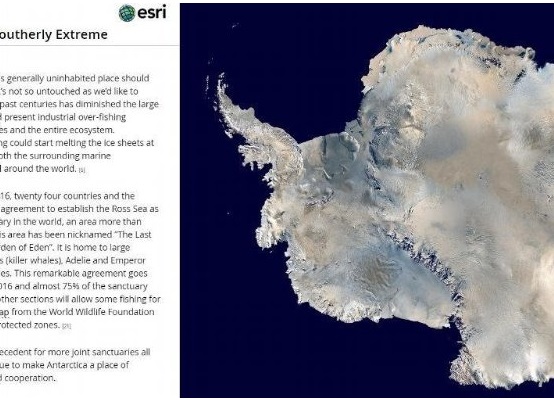 esri
outherly Extreme
s generally uninhabited place should
's not so untouched as we'd like to
past centuries has diminished the large
d present industrial over-fishing
es and the entire ecosystem.
ng could start melting the ice sheets at
oth the surrounding marine
l around the world. [5]
16, twenty four countries and the
agreement to establish the Ross Sea as
ary in the world, an area more than
is area has been nicknamed "The Last
rden of Eden". It is home to large
s (killer whales), Adelie and Emperor
es. This remarkable agreement goes
016 and almost 75% of the sanctuary
other sections will allow some fishing for
ap from the World Wildlife Foundation
rotected zones.
ecedent for more joint sanctuaries all
ue to make Antarctica a place of
d cooperation.